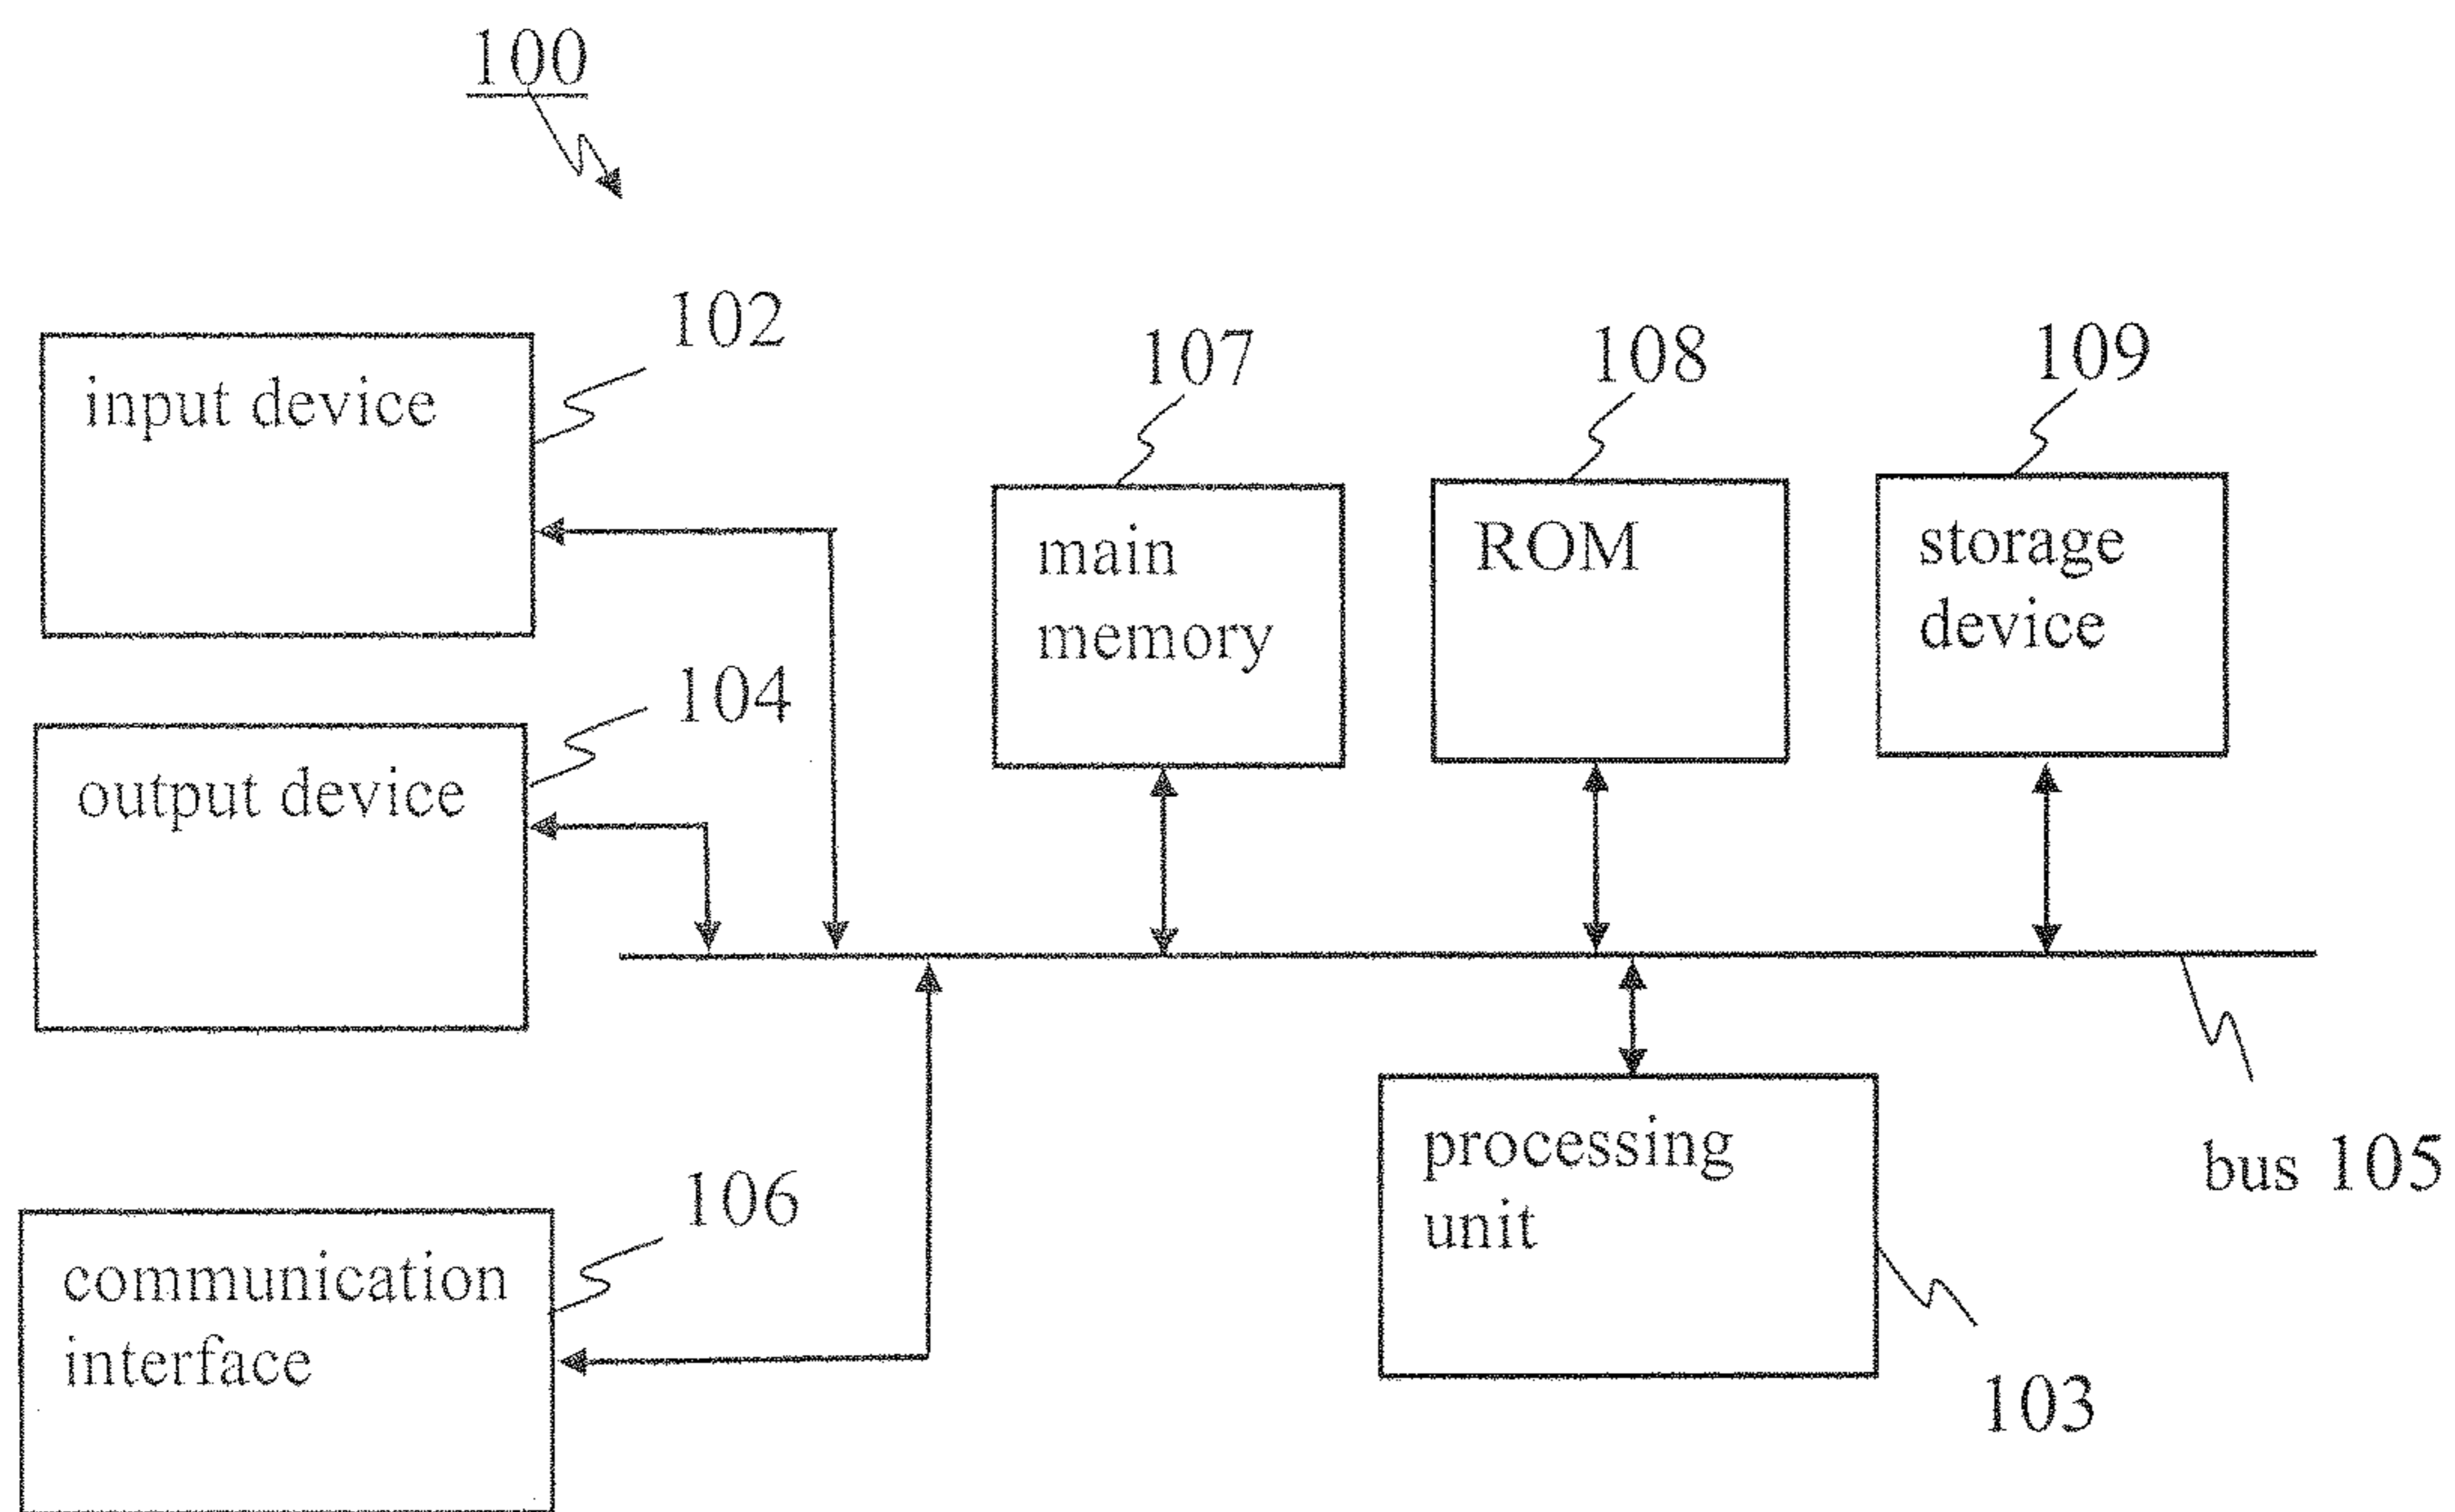 100
102
input device
107
108
109
main
memory
ROM
storage
device
104
output device
106
communication
interface
processing
unit
bus 105
103